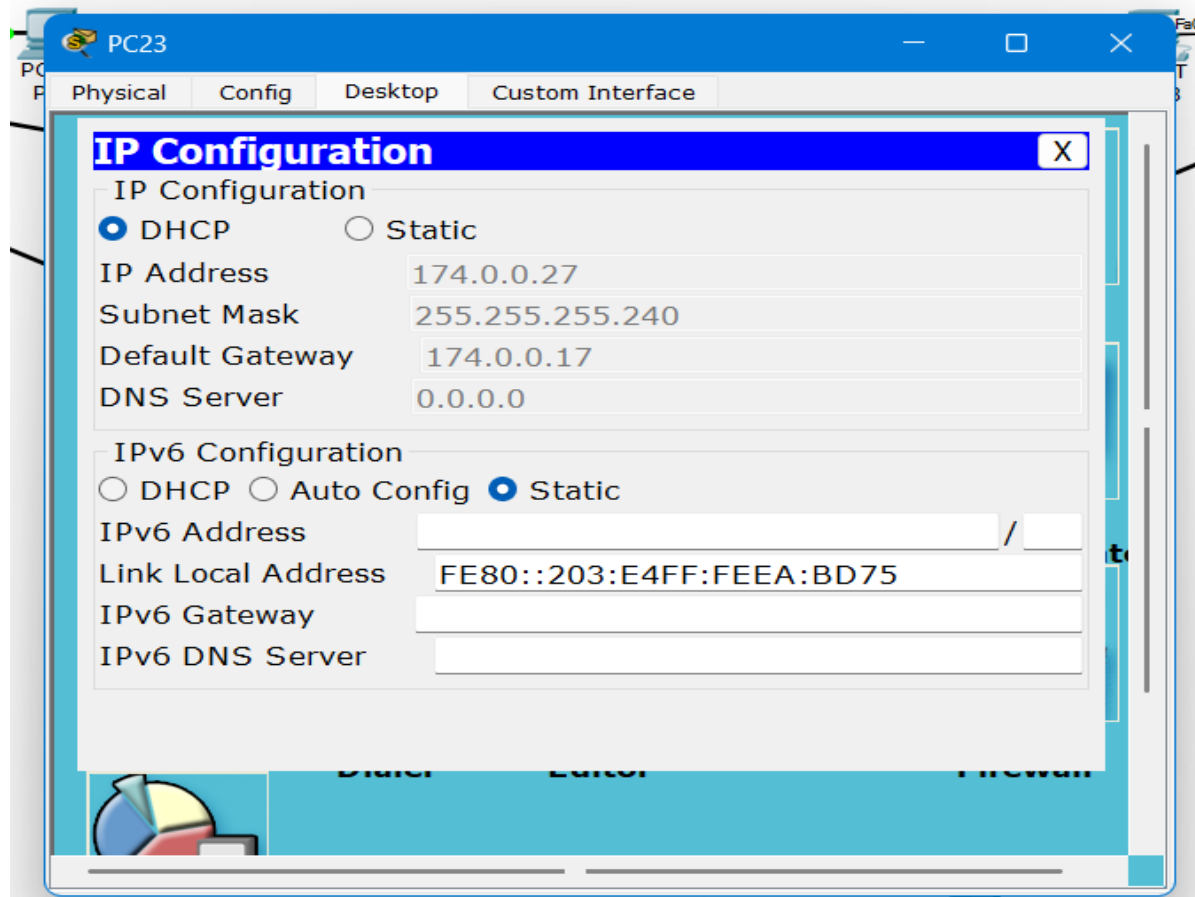 PC23
Physical Config Desktop Custom Interface
IP Configuration X
IP Configuration
DHCP Static
IP Address 174.0.0.27
Subnet Mask 255.255.255.240
Default Gateway 174.0.0.17
DNS Server 0.0.0.0
IPv6 Configuration
DHCP Auto Config Static
IPv6 Address /
Link Local Address FE80::203:E4FF:FEEA:BD75
IPv6 Gateway
IPv6 DNS Server
Dialer Editor Firewall